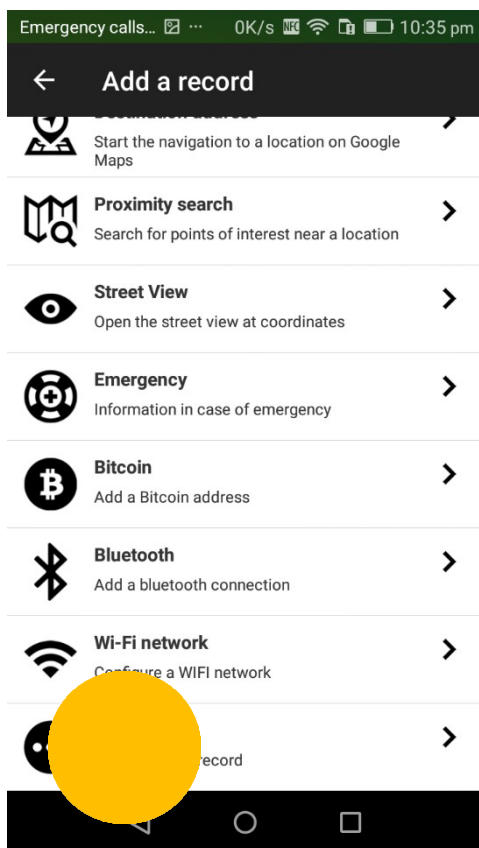 Emergency calls... ... 0K/s NFC 10:35 pm
Add a record
Start the navigation to a location on Google
Maps
Proximity search
Search for points of interest near a location
Street View
Open the street view at coordinates
Emergency
Information in case of emergency
Bitcoin
Add a Bitcoin address
Bluetooth
Add a bluetooth connection
Wi-Fi network
Configure a WIFI network
record